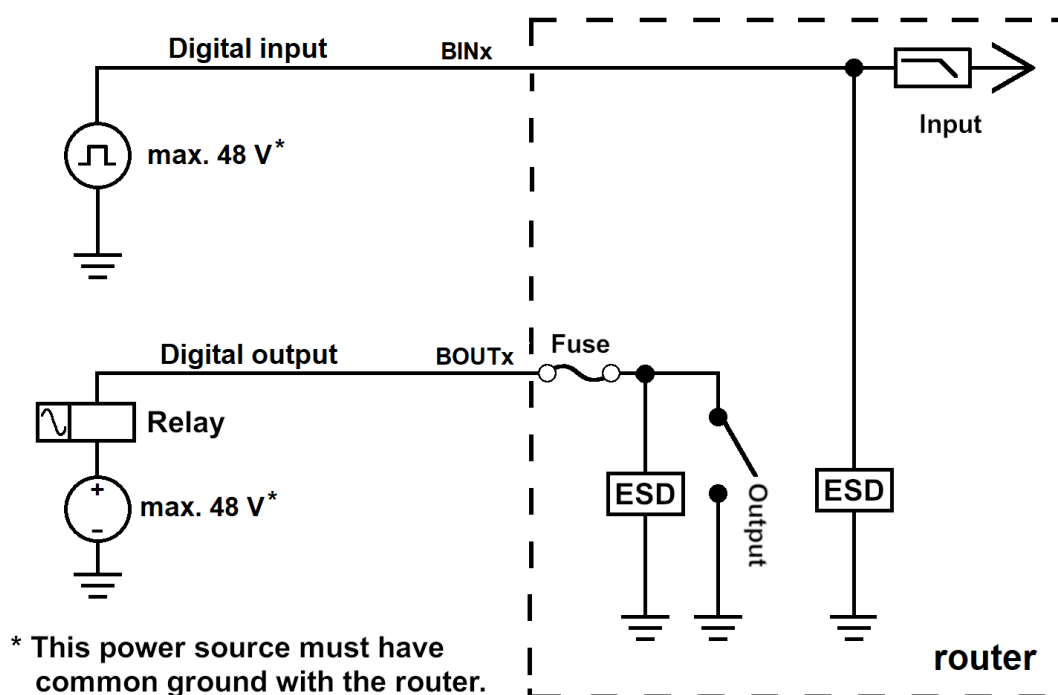 Digital input
BINx
max. 48 V*
Input
Digital output
BOUTx
Fuse
Relay
max. 48 V*
+
−
ESD
Output
ESD
* This power source must have
common ground with the router.
router